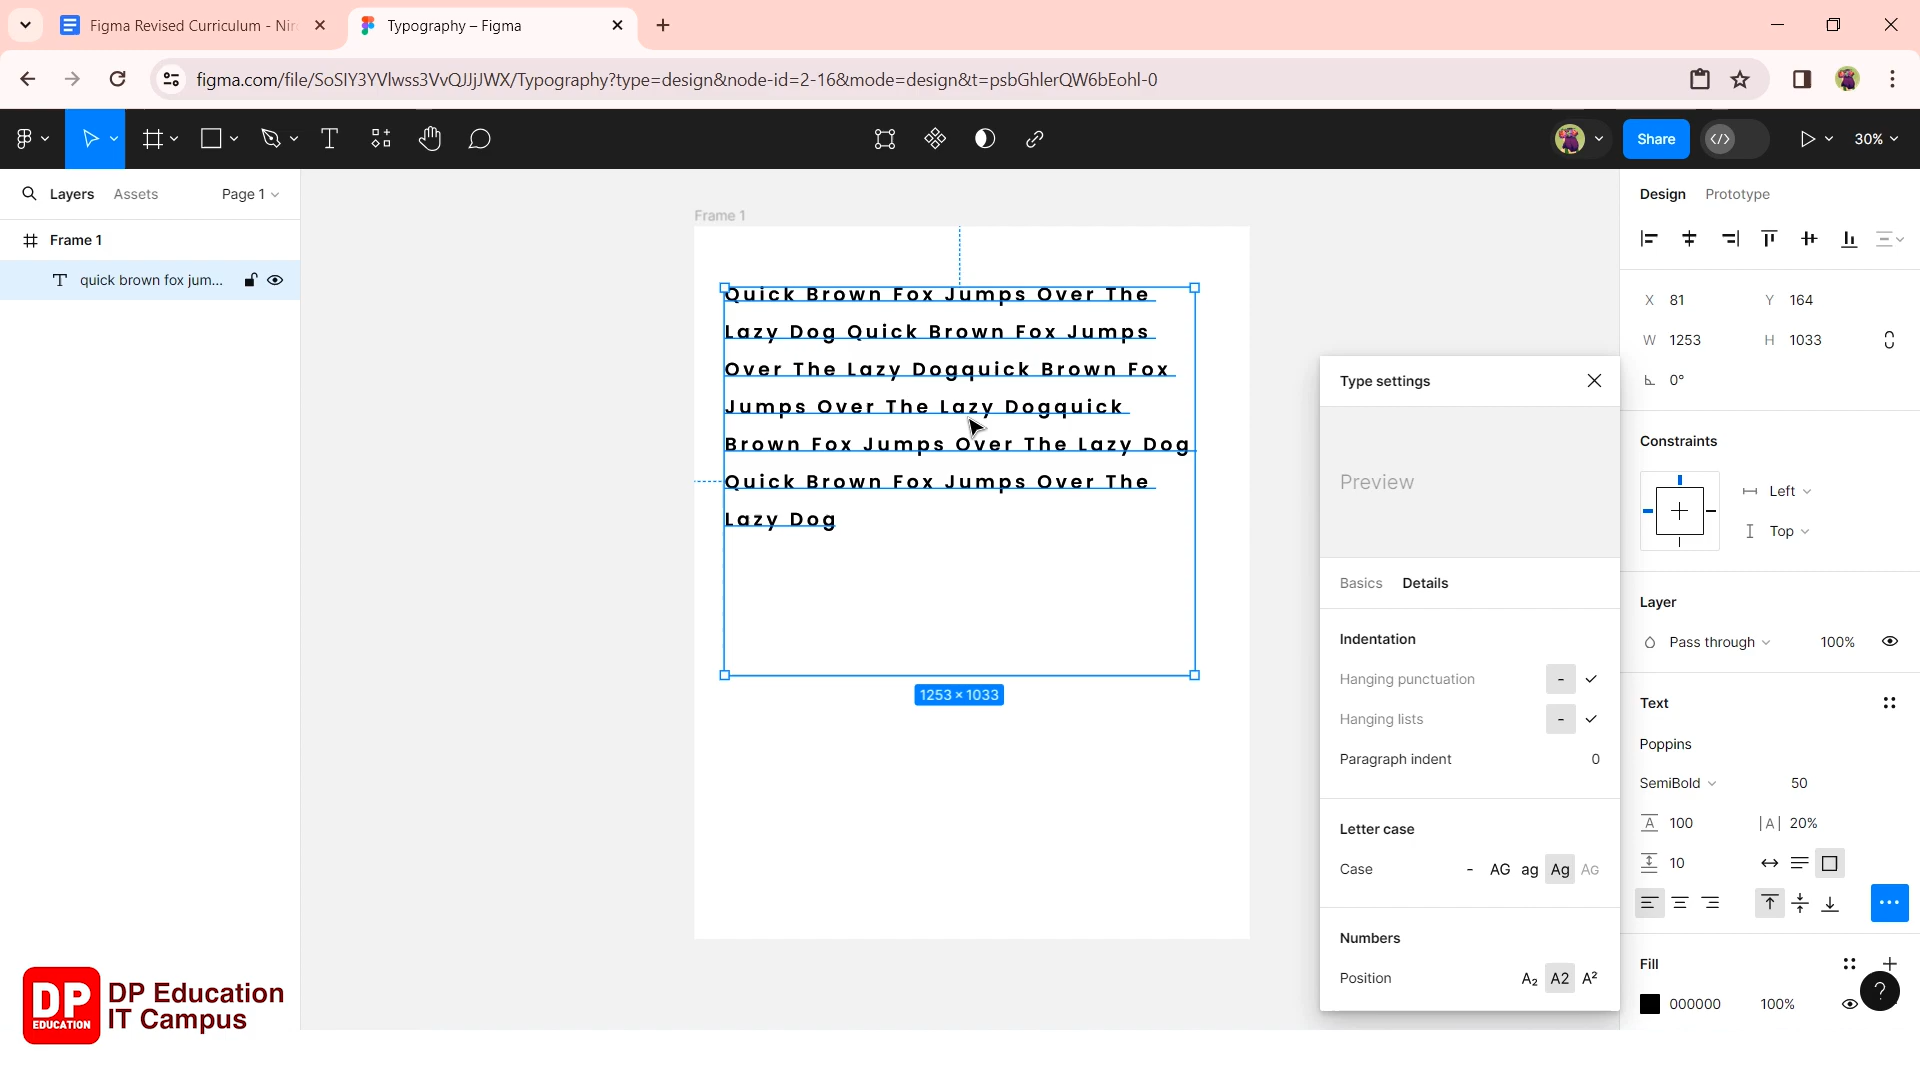 Figma Revised Curriculum - Nir
Typography – Figma
figma.com/file/SoSIY3YVlwss3VvQJJjJWX/Typography?type=design&node-id=2-16&mode=design&t=psbGhlerQW6bEohl-0
Share
30%
Layers Assets Page 1
Frame 1
quick brown fox jum...
Frame 1
Quick Brown Fox Jumps Over The
Lazy Dog Quick Brown Fox Jumps
Over The Lazy Dogquick Brown Fox
Jumps Over The Lazy Dogquick
Brown Fox Jumps Over The Lazy Dog
Quick Brown Fox Jumps Over The
Lazy Dog
1253 × 1033
Type settings
Preview
Basics Details
Indentation
Hanging punctuation -
Hanging lists -
Paragraph indent 0
Letter case
Case - AG ag Ag AG
Numbers
Position A₂ A2 A²
Design Prototype
X 81 Y 164
W 1253 H 1033
0°
Constraints
Left
Top
Layer
Pass through 100%
Text
Poppins
SemiBold 50
A 100 |A| 20%
10
Fill
000000 100%
?
DP
EDUCATION
DP Education
IT Campus